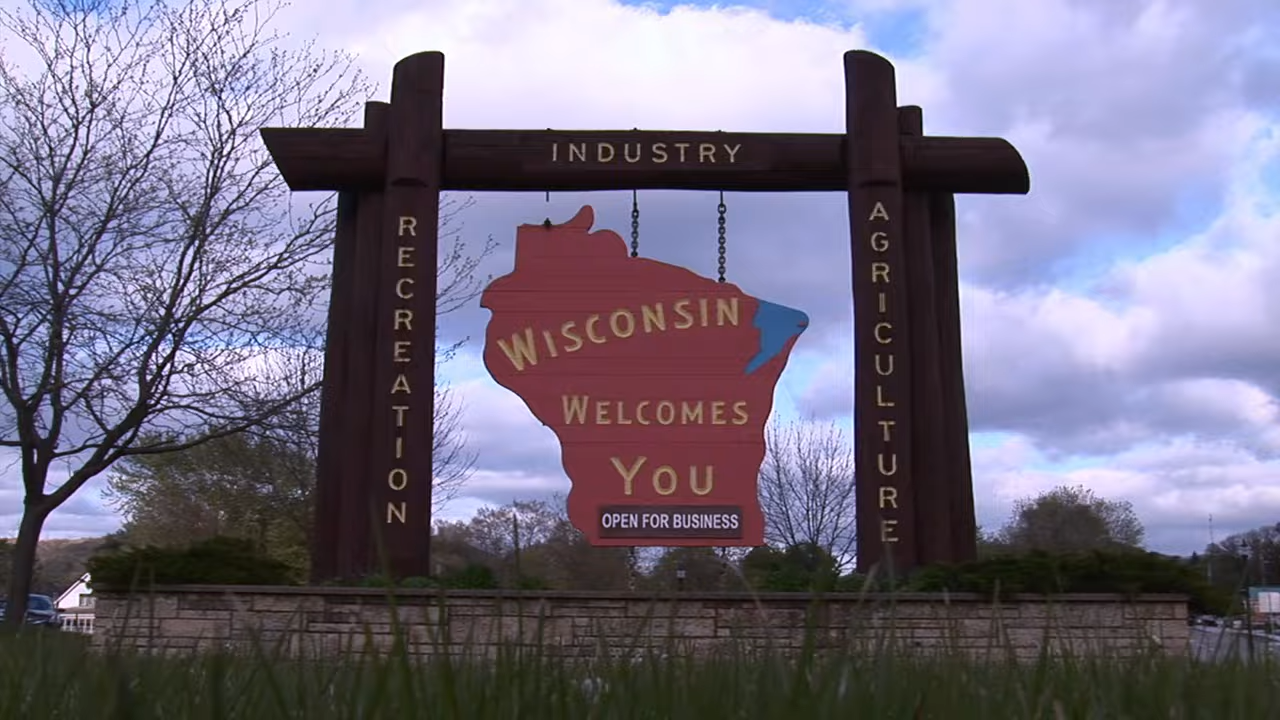 INDUSTRY
RECREATION
AGRICULTURE
WISCONSIN
WELCOMES
YOU
OPEN FOR BUSINESS